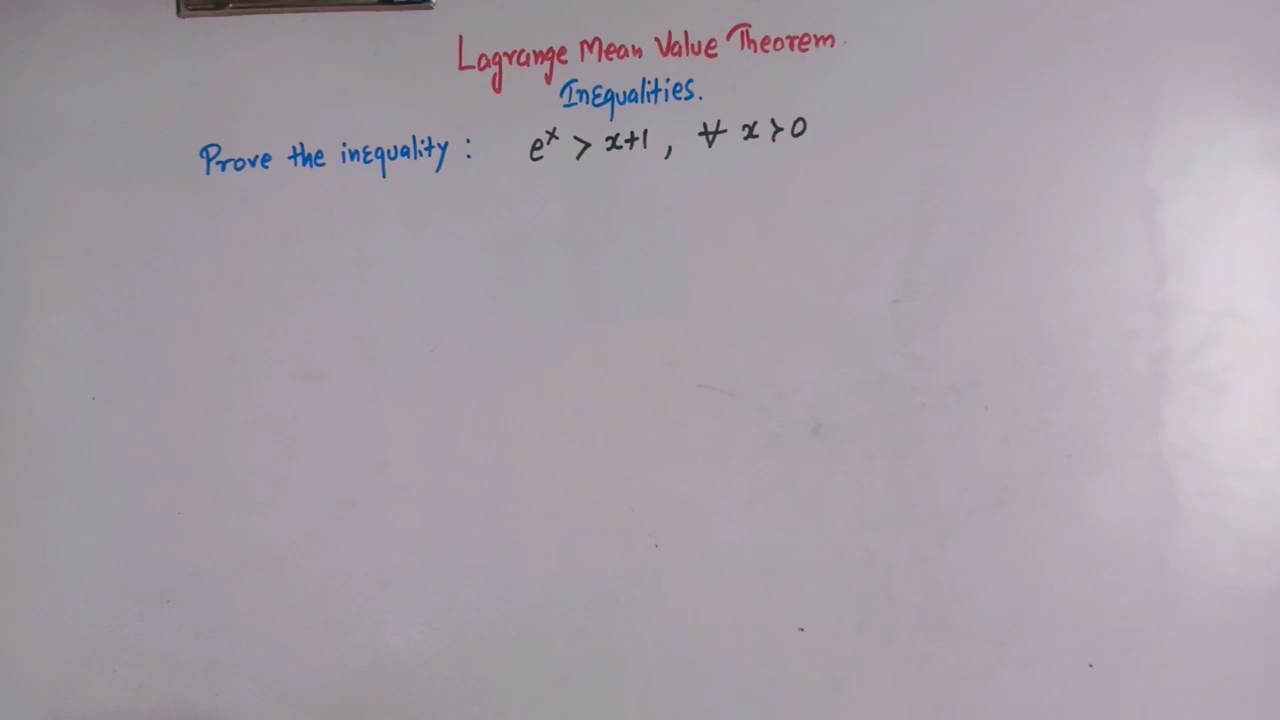 Lagrange Mean Value Theorem.
Inequalities.
Prove the inequality : e^x > x+1 , ∀ x > 0